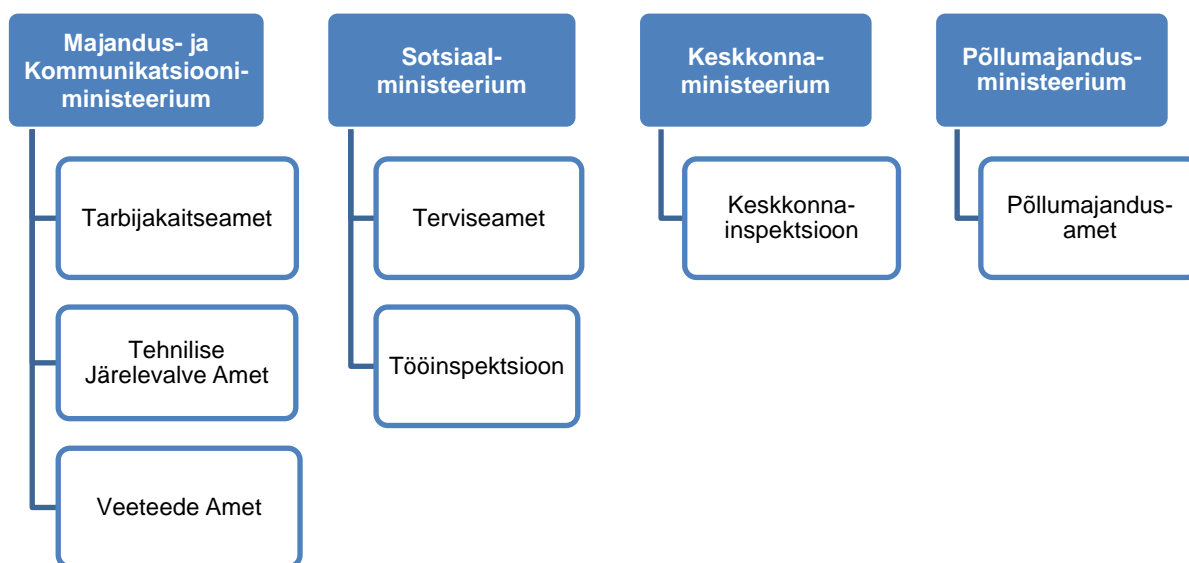 Majandus- ja
Kommunikatsiooni-
ministeerium
Tarbijakaitseamet
Tehnilise
Järelevalve Amet
Veeteede Amet
Sotsiaal-
ministeerium
Terviseamet
Tööinspektsioon
Keskkonna-
ministeerium
Keskkonna-
inspektsioon
Põllumajandus-
ministeerium
Põllumajandus-
amet